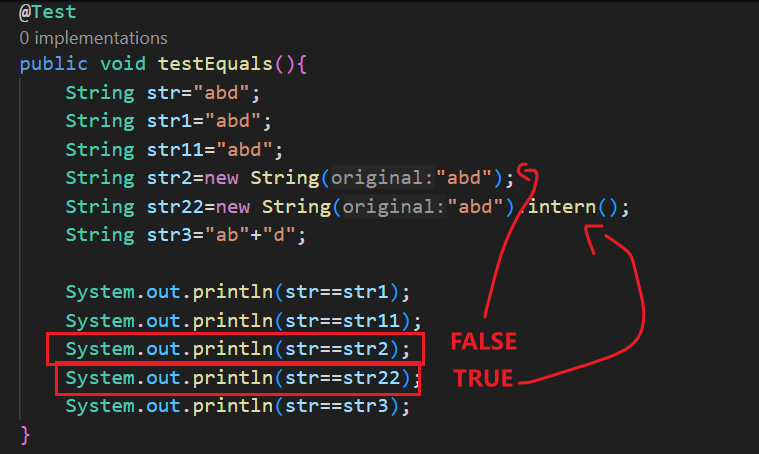 @Test
0 implementations
public void testEquals(){
String str="abd";
String str1="abd";
String str11="abd";
String str2=new String(original:"abd");
String str22=new String(original:"abd").intern();
String str3="ab"+"d";
System.out.println(str==str1);
System.out.println(str==str11);
System.out.println(str==str2);
FALSE
System.out.println(str==str22);
TRUE
System.out.println(str==str3);
}